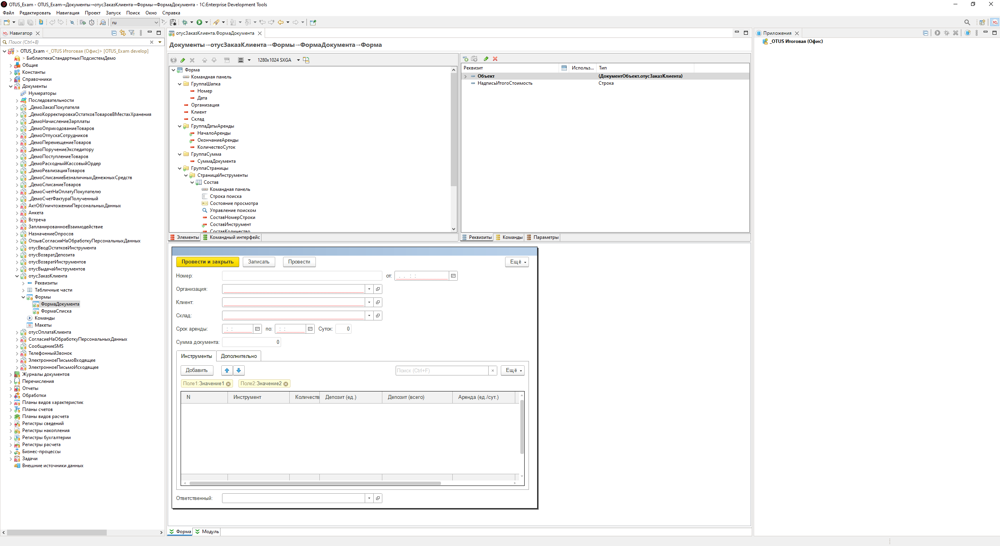 OTUS_Exam - OTUS_Exam→Документы→отусЗаказКлиента→Формы→ФормаДокумента - 1C:Enterprise Development Tools
Файл Редактировать Навигация Проект Запуск Поиск Окно Справка
ru
Навигатор
Поиск (Ctrl+8)
> OTUS_Exam <_OTUS Итоговая (Офис)> [OTUS_Exam develop]
> БиблиотекаСтандартныхПодсистемДемо
Общие
Константы
Справочники
Документы
Нумераторы
Последовательности
_ДемоЗаказПокупателя
_ДемоКорректировкаОстатковТоваровВМестахХранения
_ДемоНачислениеЗарплаты
_ДемоОприходованиеТоваров
_ДемоОтпускаСотрудников
_ДемоПеремещениеТоваров
_ДемоПоручениеЭкспедитору
_ДемоПоступлениеТоваров
_ДемоРасходныйКассовыйОрдер
_ДемоРеализацияТоваров
_ДемоСписаниеБезналичныхДенежныхСредств
_ДемоСписаниеТоваров
_ДемоСчетНаОплатуПокупателю
_ДемоСчетФактураПолученный
АктОбУничтоженииПерсональныхДанных
Анкета
Встреча
ЗапланированноеВзаимодействие
НазначениеОпросов
ОтзывСогласияНаОбработкуПерсональныхДанных
отусВводОстатковИнструмента
отусВозвратДепозита
отусВозвратИнструментов
отусВыдачаИнструментов
отусЗаказКлиента
Реквизиты
Табличные части
Формы
ФормаДокумента
ФормаСписка
Команды
Макеты
отусОплатаКлиента
СогласиеНаОбработкуПерсональныхДанных
СообщениеSMS
ТелефонныйЗвонок
ЭлектронноеПисьмоВходящее
ЭлектронноеПисьмоИсходящее
Журналы документов
Перечисления
Отчеты
Обработки
Планы видов характеристик
Планы счетов
Планы видов расчета
Регистры сведений
Регистры накопления
Регистры бухгалтерии
Регистры расчета
Бизнес-процессы
Задачи
Внешние источники данных
отусЗаказКлиента.ФормаДокумента
Документы→отусЗаказКлиента→Формы→ФормаДокумента→Форма
1280x1024 SXGA
Форма
Командная панель
ГруппаШапка
Номер
Дата
Организация
Клиент
Склад
ГруппаДатыАренды
НачалоАренды
ОкончаниеАренды
КоличествоСуток
ГруппаСумма
СуммаДокумента
ГруппаСтраницы
СтраницаИнструменты
Состав
Командная панель
Строка поиска
Состояние просмотра
Управление поиском
СоставНомерСтроки
СоставИнструмент
СоставКоличество
Элементы Командный интерфейс
Реквизит Использ... Тип
Объект (ДокументОбъект.отусЗаказКлиента)
НадписьИтогоСтоимость Строка
Реквизиты Команды Параметры
Провести и закрыть Записать Провести Ещё
Номер: от: . . : :
Организация:
Клиент:
Склад:
Срок аренды: : : по: : : Суток: 0
Сумма документа: 0
Инструменты Дополнительно
Добавить Поиск (Ctrl+F) × Ещё
Поле1:Значение1 Поле2:Значение2
N Инструмент Количеств Депозит (ед.) Депозит (всего) Аренда (ед./сут.)
Ответственный:
Форма Модуль
Приложения
_OTUS Итоговая (Офис)